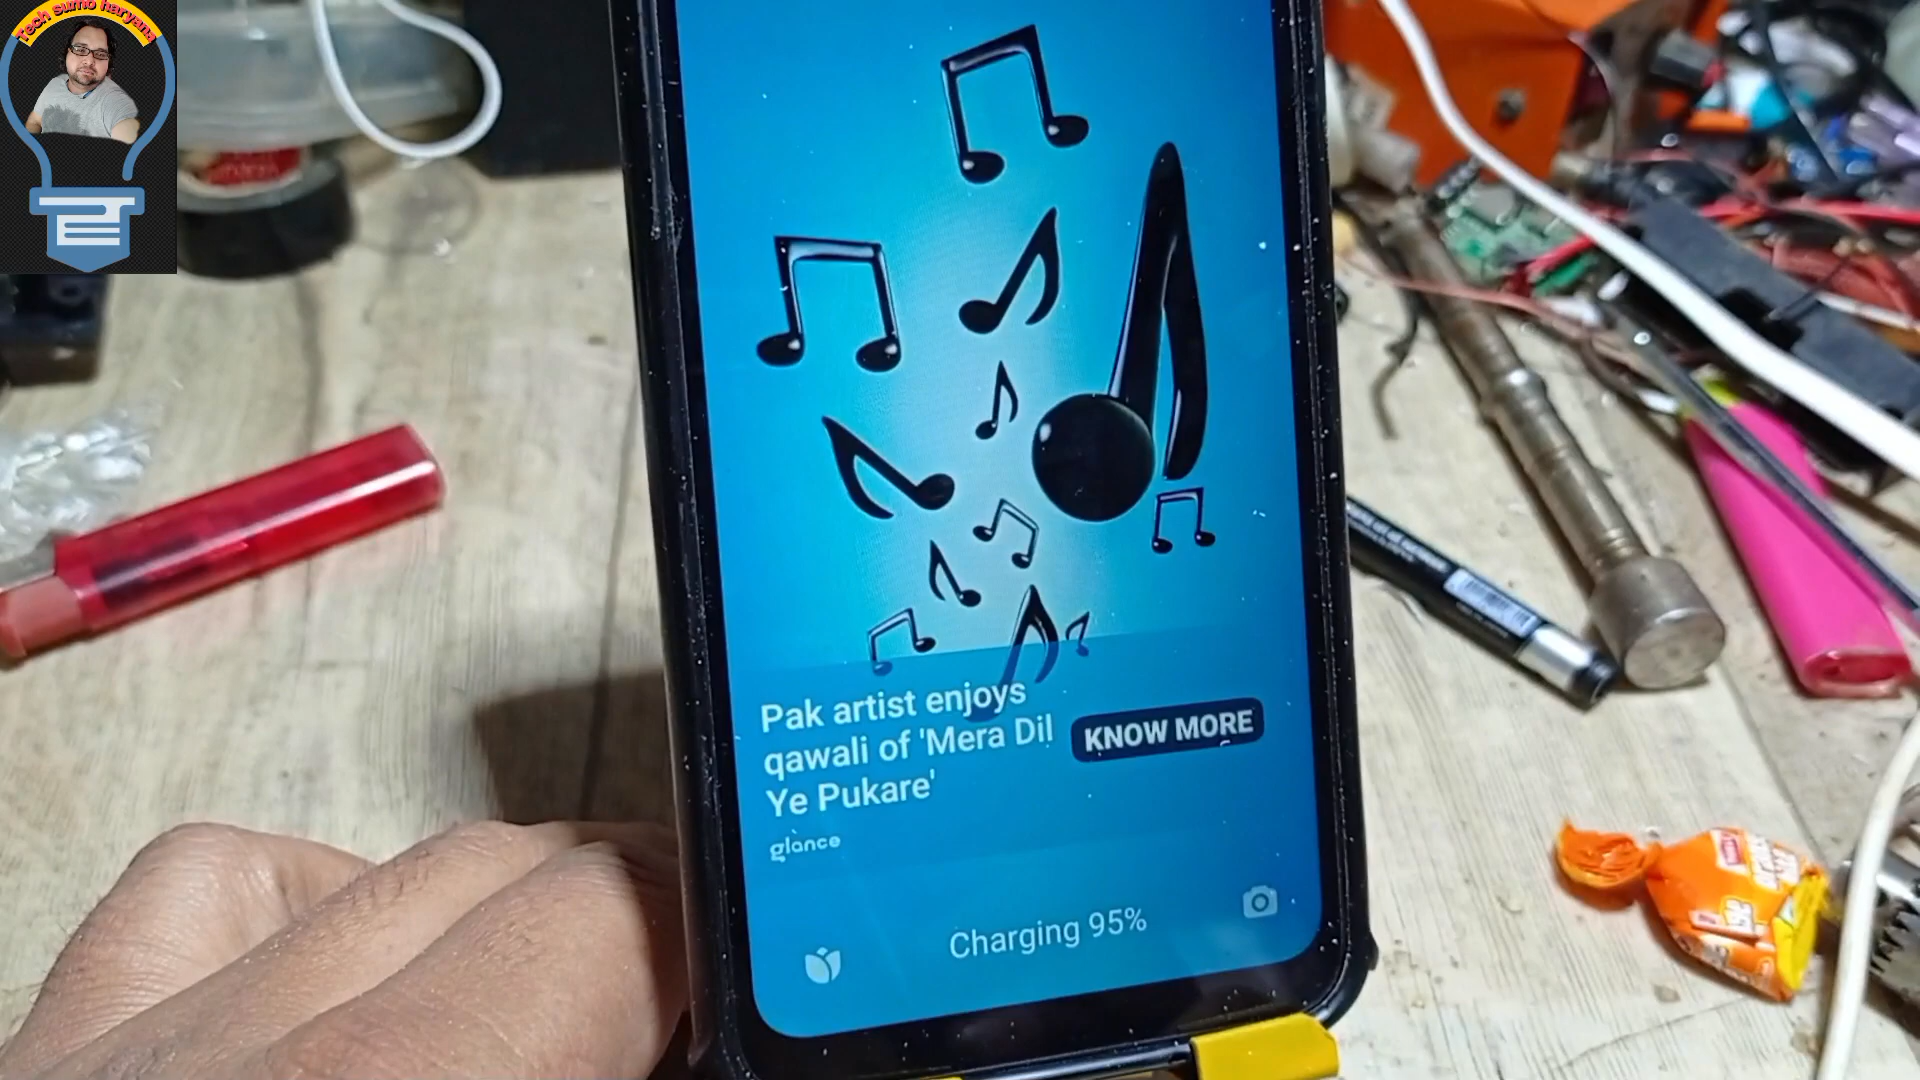 Tech sumo haryana
Pak artist enjoys
qawali of 'Mera Dil
Ye Pukare'
KNOW MORE
glance
Charging 95%